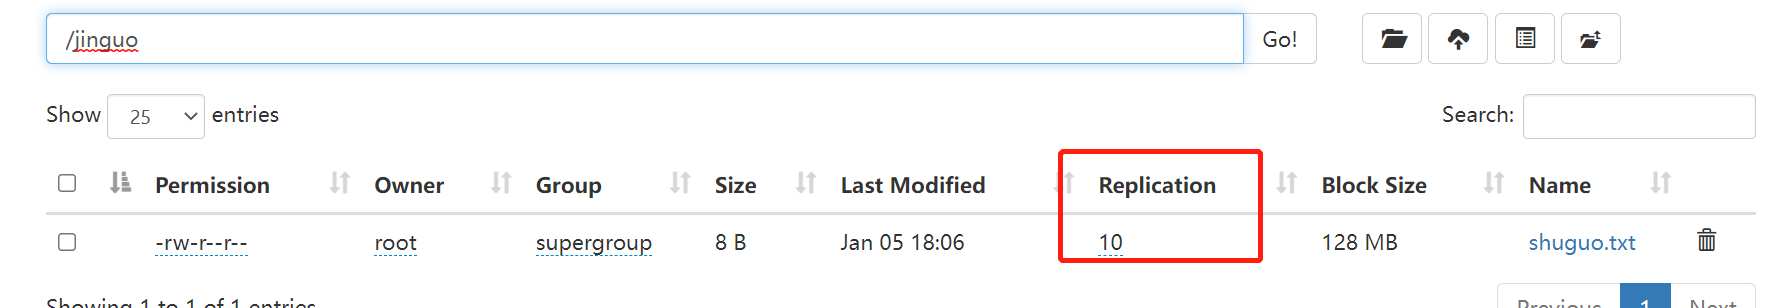 /jinguo Go!
Show 25 entries Search:
Permission Owner Group Size Last Modified Replication Block Size Name
-rw-r--r-- root supergroup 8 B Jan 05 18:06 10 128 MB shuguo.txt
Showing 1 to 1 of 1 entries Previous 1 Next